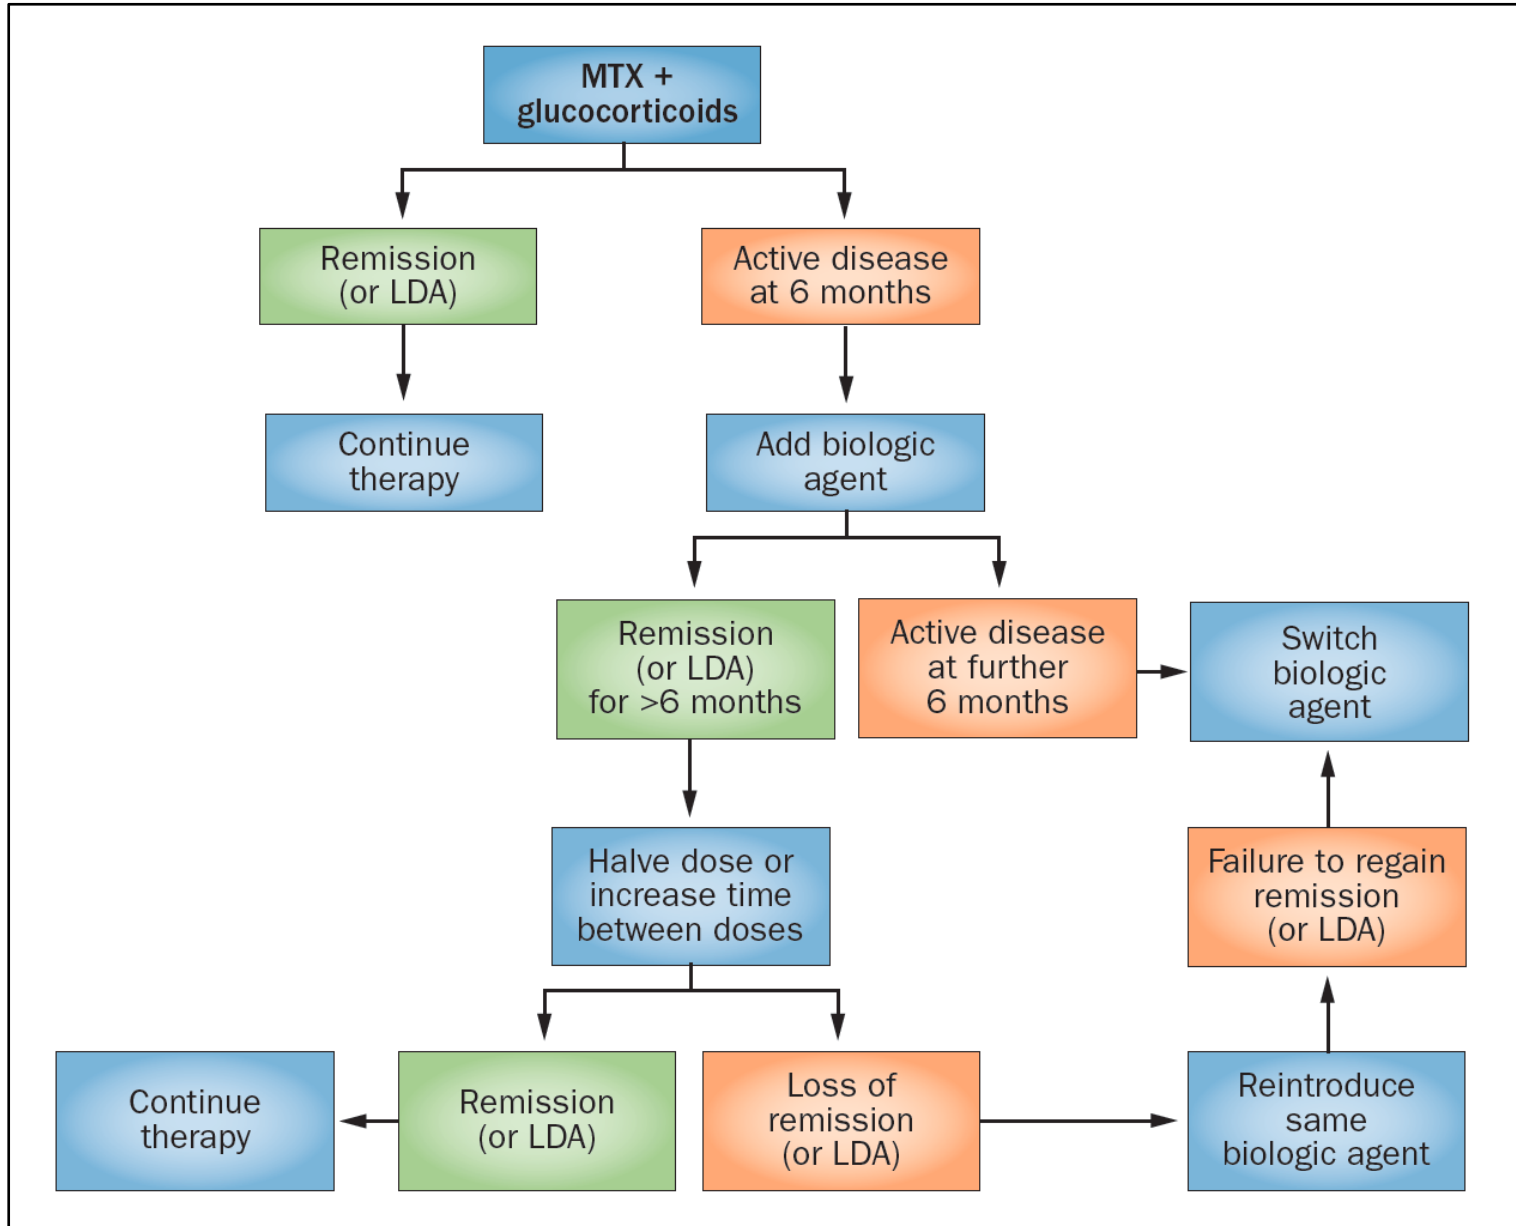 MTX +
glucocorticoids
Remission
(or LDA)
Active disease
at 6 months
Continue
therapy
Add biologic
agent
Remission
(or LDA)
for >6 months
Active disease
at further
6 months
Switch
biologic
agent
Halve dose or
increase time
between doses
Failure to regain
remission
(or LDA)
Continue
therapy
Remission
(or LDA)
Loss of
remission
(or LDA)
Reintroduce
same
biologic agent